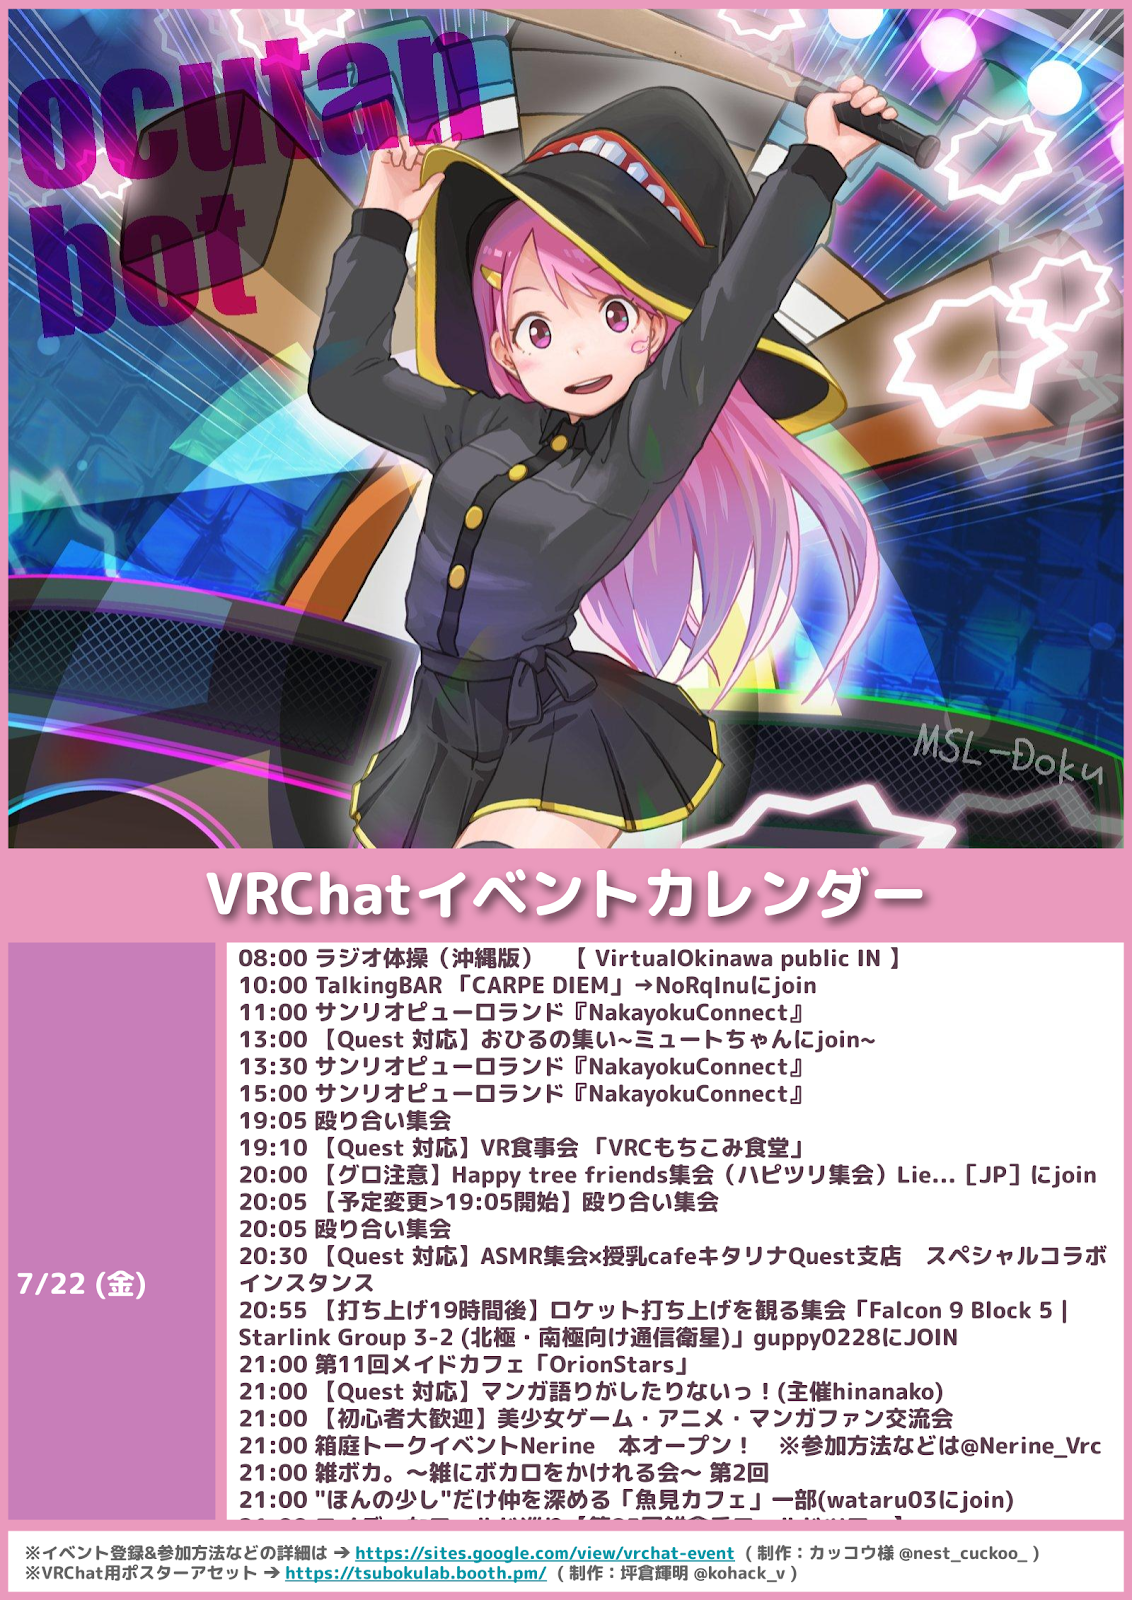 ocutan
bot
MSL-Doku
VRChatイベントカレンダー
7/22 (金)
08:00 ラジオ体操（沖縄版）　【 VirtualOkinawa public IN 】
10:00 TalkingBAR 「CARPE DIEM」→NoRqInuにjoin
11:00 サンリオピューロランド『NakayokuConnect』
13:00 【Quest 対応】おひるの集い~ミュートちゃんにjoin~
13:30 サンリオピューロランド『NakayokuConnect』
15:00 サンリオピューロランド『NakayokuConnect』
19:05 殴り合い集会
19:10 【Quest 対応】VR食事会 「VRCもちこみ食堂」
20:00 【グロ注意】Happy tree friends集会（ハピツリ集会）Lie...［JP］にjoin
20:05 【予定変更>19:05開始】殴り合い集会
20:05 殴り合い集会
20:30 【Quest 対応】ASMR集会×授乳cafeキタリナQuest支店　スペシャルコラボ
インスタンス
20:55 【打ち上げ19時間後】ロケット打ち上げを観る集会「Falcon 9 Block 5 |
Starlink Group 3-2 (北極・南極向け通信衛星)」guppy0228にJOIN
21:00 第11回メイドカフェ「OrionStars」
21:00 【Quest 対応】マンガ語りがしたりないっ！(主催hinanako)
21:00 【初心者大歓迎】美少女ゲーム・アニメ・マンガファン交流会
21:00 箱庭トークイベントNerine　本オープン！　※参加方法などは@Nerine_Vrc
21:00 雑ボカ。～雑にボカロをかけれる会～ 第2回
21:00 "ほんの少し"だけ仲を深める「魚見カフェ」一部(wataru03にjoin)
※イベント登録&参加方法などの詳細は → https://sites.google.com/view/vrchat-event （ 制作：カッコウ様 @nest_cuckoo_ ）
※VRChat用ポスターアセット → https://tsubokulab.booth.pm/ （ 制作：坪倉輝明 @kohack_v ）